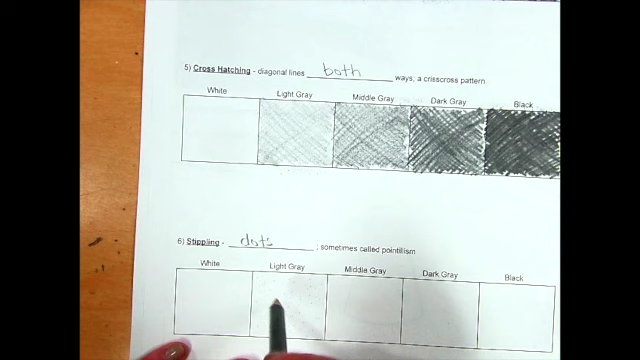 5) Cross Hatching - diagonal lines both ways; a crisscross pattern
White Light Gray Middle Gray Dark Gray Black
6) Stippling - dots ; sometimes called pointillism
White Light Gray Middle Gray Dark Gray Black